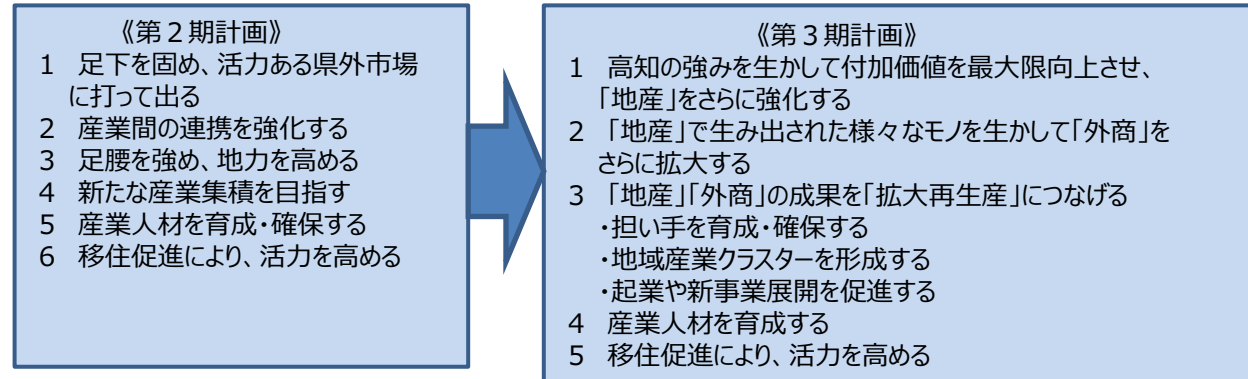 《第２期計画》
1　足下を固め、活力ある県外市場
に打って出る
2　産業間の連携を強化する
3　足腰を強め、地力を高める
4　新たな産業集積を目指す
5　産業人材を育成・確保する
6　移住促進により、活力を高める
《第３期計画》
1　高知の強みを生かして付加価値を最大限向上させ、
「地産」をさらに強化する
2　「地産」で生み出された様々なモノを生かして「外商」を
さらに拡大する
3　「地産」「外商」の成果を「拡大再生産」につなげる
・担い手を育成・確保する
・地域産業クラスターを形成する
・起業や新事業展開を促進する
4　産業人材を育成する
5　移住促進により、活力を高める